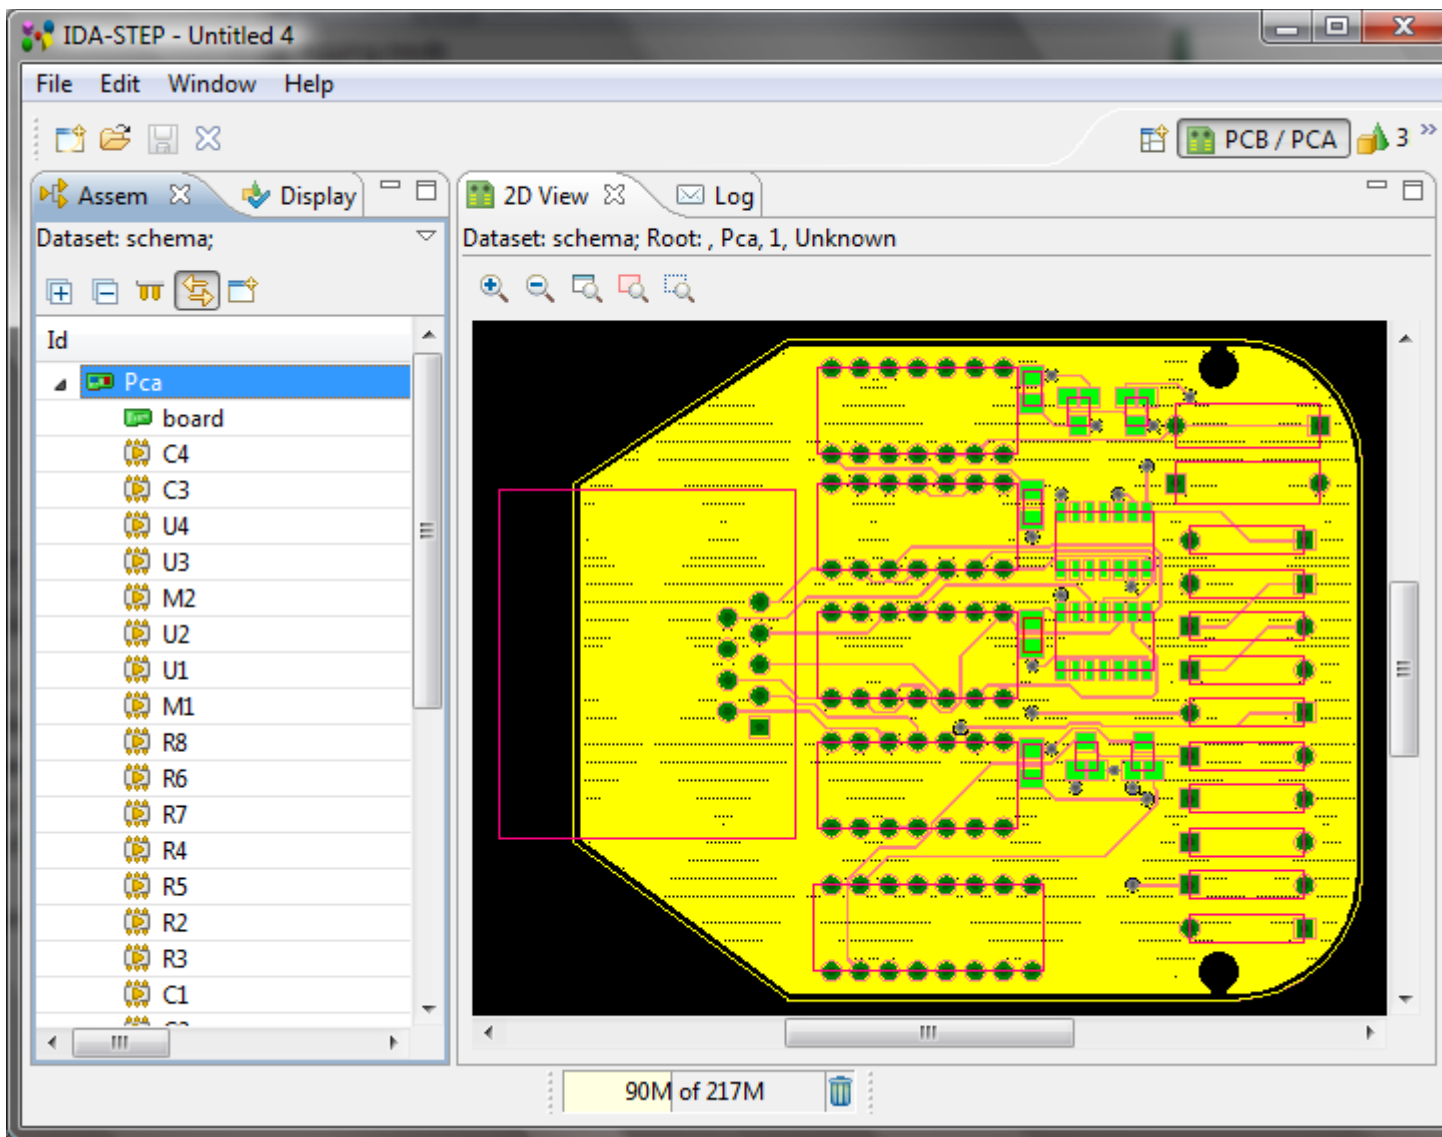 IDA-STEP - Untitled 4
File Edit Window Help
PCB / PCA 3 »
Assem Display
2D View Log
Dataset: schema;
Dataset: schema; Root: , Pca, 1, Unknown
Id
Pca
board
C4
C3
U4
U3
M2
U2
U1
M1
R8
R6
R7
R4
R5
R2
R3
C1
90M of 217M